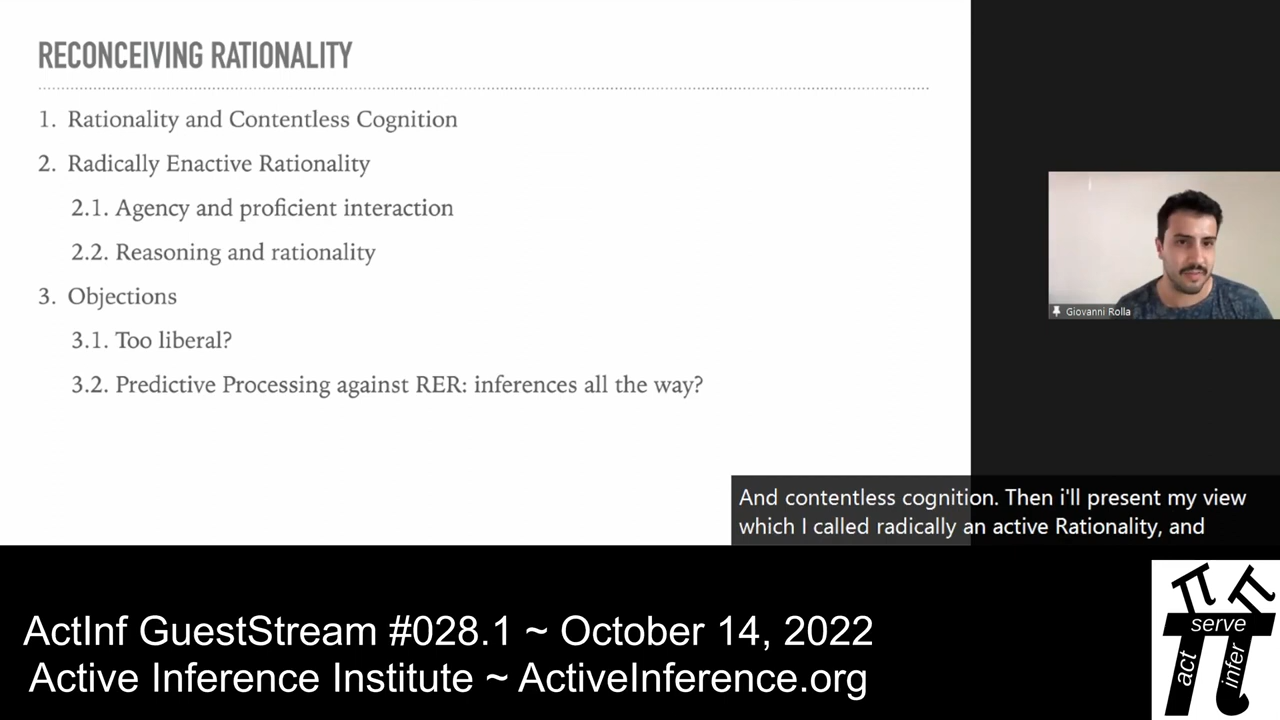 RECONCEIVING RATIONALITY
1. Rationality and Contentless Cognition
2. Radically Enactive Rationality
2.1. Agency and proficient interaction
2.2. Reasoning and rationality
3. Objections
3.1. Too liberal?
3.2. Predictive Processing against RER: inferences all the way?
Giovanni Rolla
And contentless cognition. Then i'll present my view
which I called radically an active Rationality, and
ActInf GuestStream #028.1 ~ October 14, 2022
Active Inference Institute ~ ActiveInference.org
π π
serve
act
infer
π